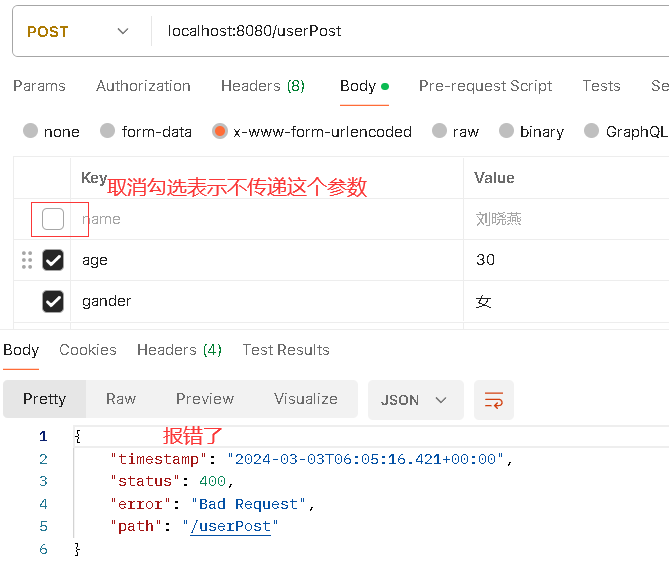 POST localhost:8080/userPost
Params Authorization Headers (8) Body Pre-request Script Tests Se
none form-data x-www-form-urlencoded raw binary GraphQL
Key Value
取消勾选表示不传递这个参数
name 刘晓燕
age 30
gander 女
Body Cookies Headers (4) Test Results
Pretty Raw Preview Visualize JSON
报错了
1 {
2 "timestamp": "2024-03-03T06:05:16.421+00:00",
3 "status": 400,
4 "error": "Bad Request",
5 "path": "/userPost"
6 }